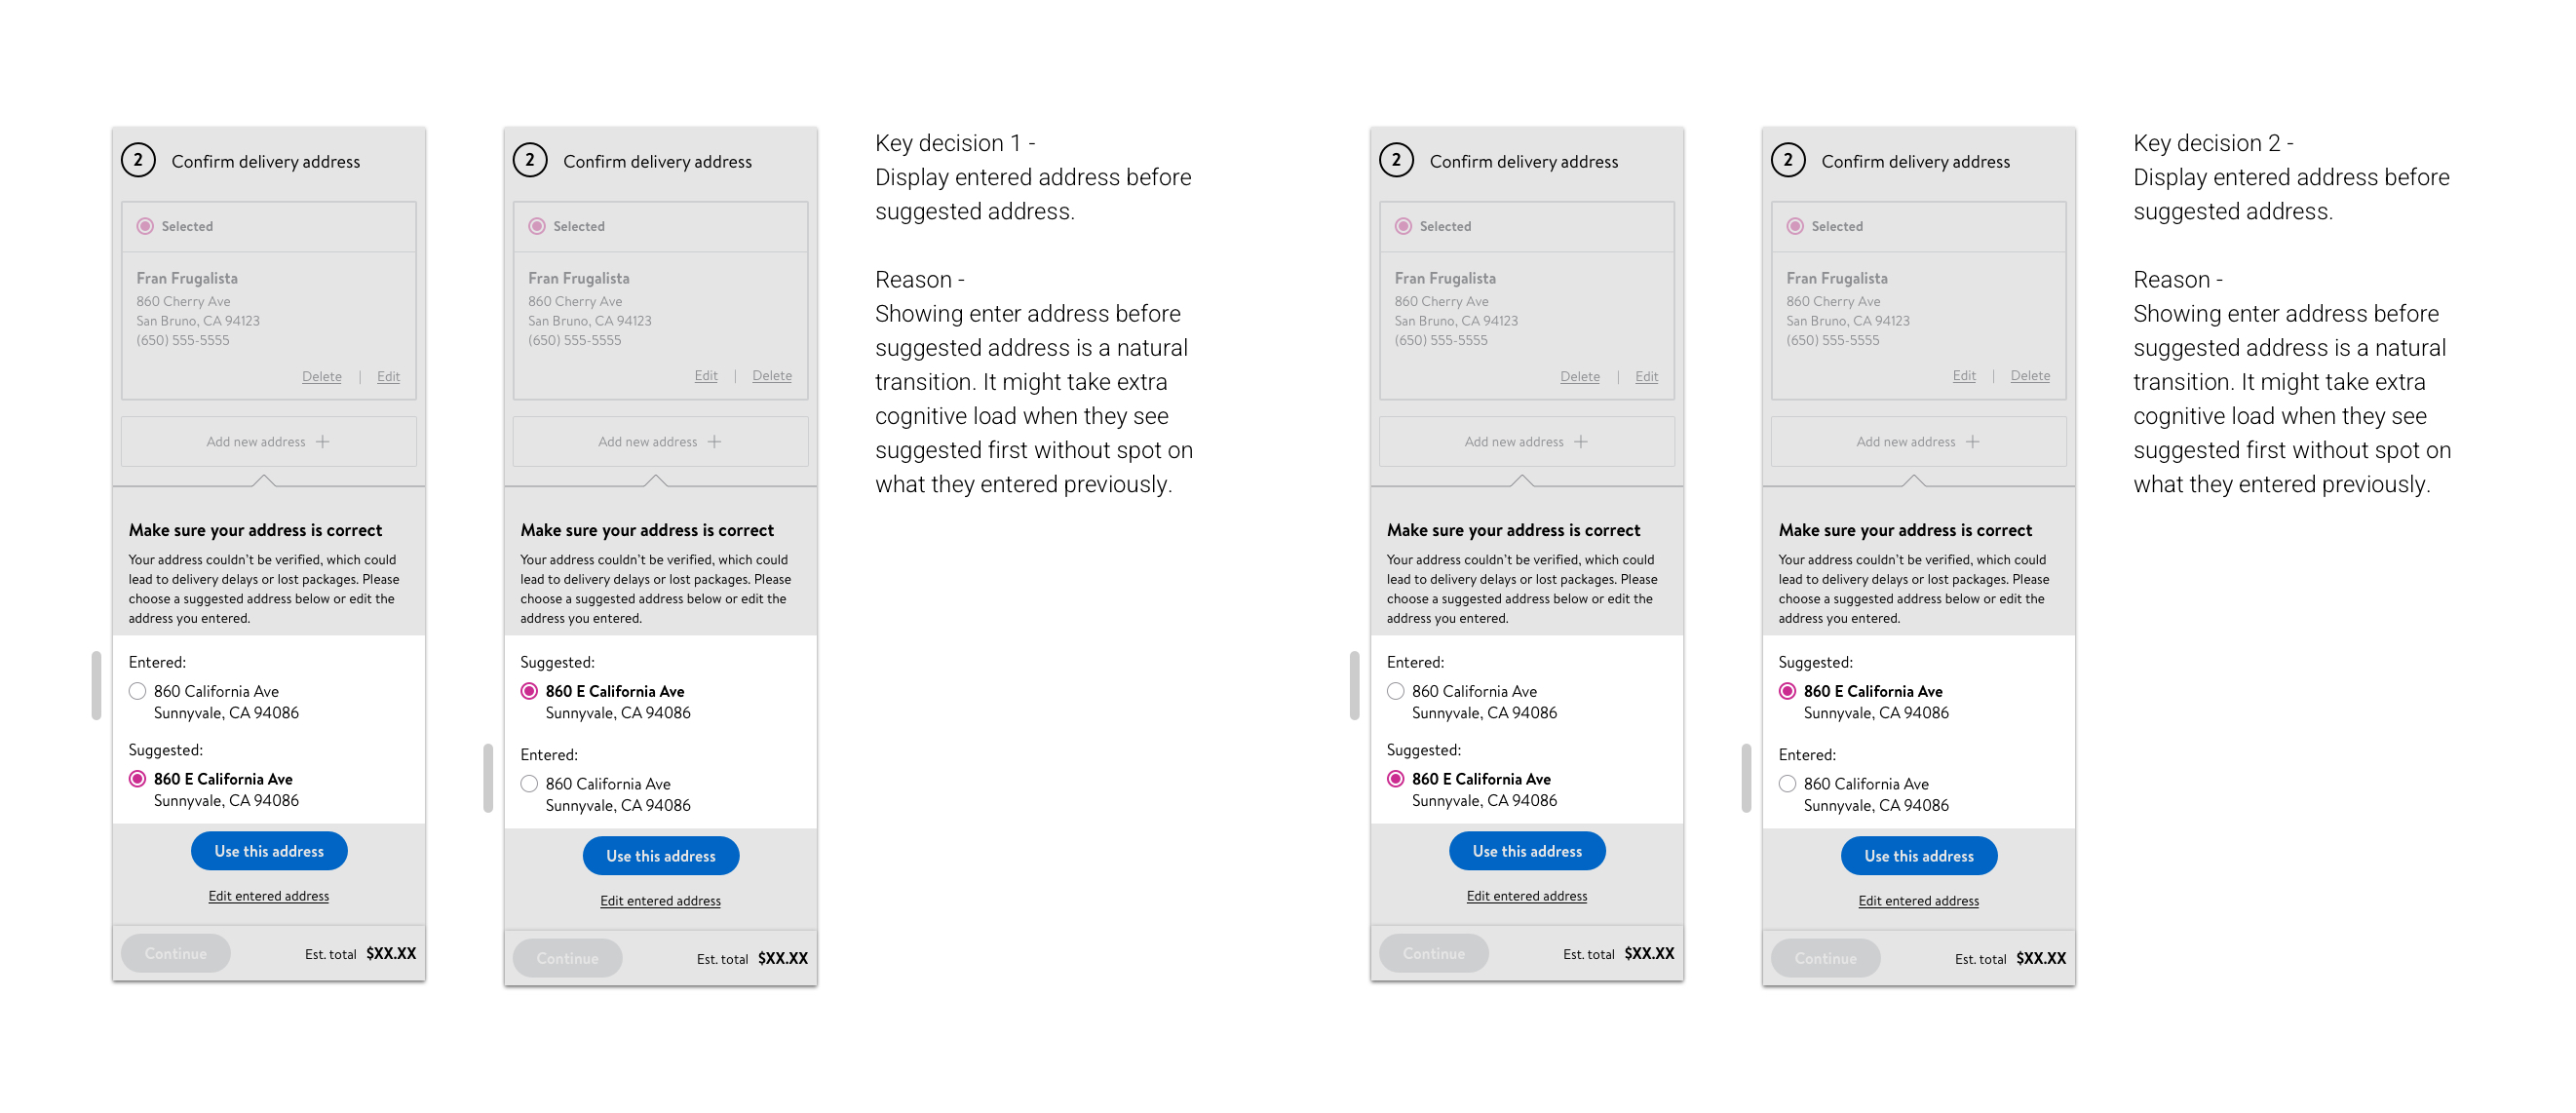 2 Confirm delivery address
Selected
Fran Frugalista
860 Cherry Ave
San Bruno, CA 94123
(650) 555-5555
Delete | Edit
Add new address +
Make sure your address is correct
Your address couldn't be verified, which could
lead to delivery delays or lost packages. Please
choose a suggested address below or edit the
address you entered.
Entered:
860 California Ave
Sunnyvale, CA 94086
Suggested:
860 E California Ave
Sunnyvale, CA 94086
Use this address
Edit entered address
Continue Est. total $XX.XX
2 Confirm delivery address
Selected
Fran Frugalista
860 Cherry Ave
San Bruno, CA 94123
(650) 555-5555
Edit | Delete
Add new address +
Make sure your address is correct
Your address couldn't be verified, which could
lead to delivery delays or lost packages. Please
choose a suggested address below or edit the
address you entered.
Suggested:
860 E California Ave
Sunnyvale, CA 94086
Entered:
860 California Ave
Sunnyvale, CA 94086
Use this address
Edit entered address
Continue Est. total $XX.XX
Key decision 1 -
Display entered address before
suggested address.
Reason -
Showing enter address before
suggested address is a natural
transition. It might take extra
cognitive load when they see
suggested first without spot on
what they entered previously.
2 Confirm delivery address
Selected
Fran Frugalista
860 Cherry Ave
San Bruno, CA 94123
(650) 555-5555
Delete | Edit
Add new address +
Make sure your address is correct
Your address couldn't be verified, which could
lead to delivery delays or lost packages. Please
choose a suggested address below or edit the
address you entered.
Entered:
860 California Ave
Sunnyvale, CA 94086
Suggested:
860 E California Ave
Sunnyvale, CA 94086
Use this address
Edit entered address
Continue Est. total $XX.XX
2 Confirm delivery address
Selected
Fran Frugalista
860 Cherry Ave
San Bruno, CA 94123
(650) 555-5555
Edit | Delete
Add new address +
Make sure your address is correct
Your address couldn't be verified, which could
lead to delivery delays or lost packages. Please
choose a suggested address below or edit the
address you entered.
Suggested:
860 E California Ave
Sunnyvale, CA 94086
Entered:
860 California Ave
Sunnyvale, CA 94086
Use this address
Edit entered address
Continue Est. total $XX.XX
Key decision 2 -
Display entered address before
suggested address.
Reason -
Showing enter address before
suggested address is a natural
transition. It might take extra
cognitive load when they see
suggested first without spot on
what they entered previously.